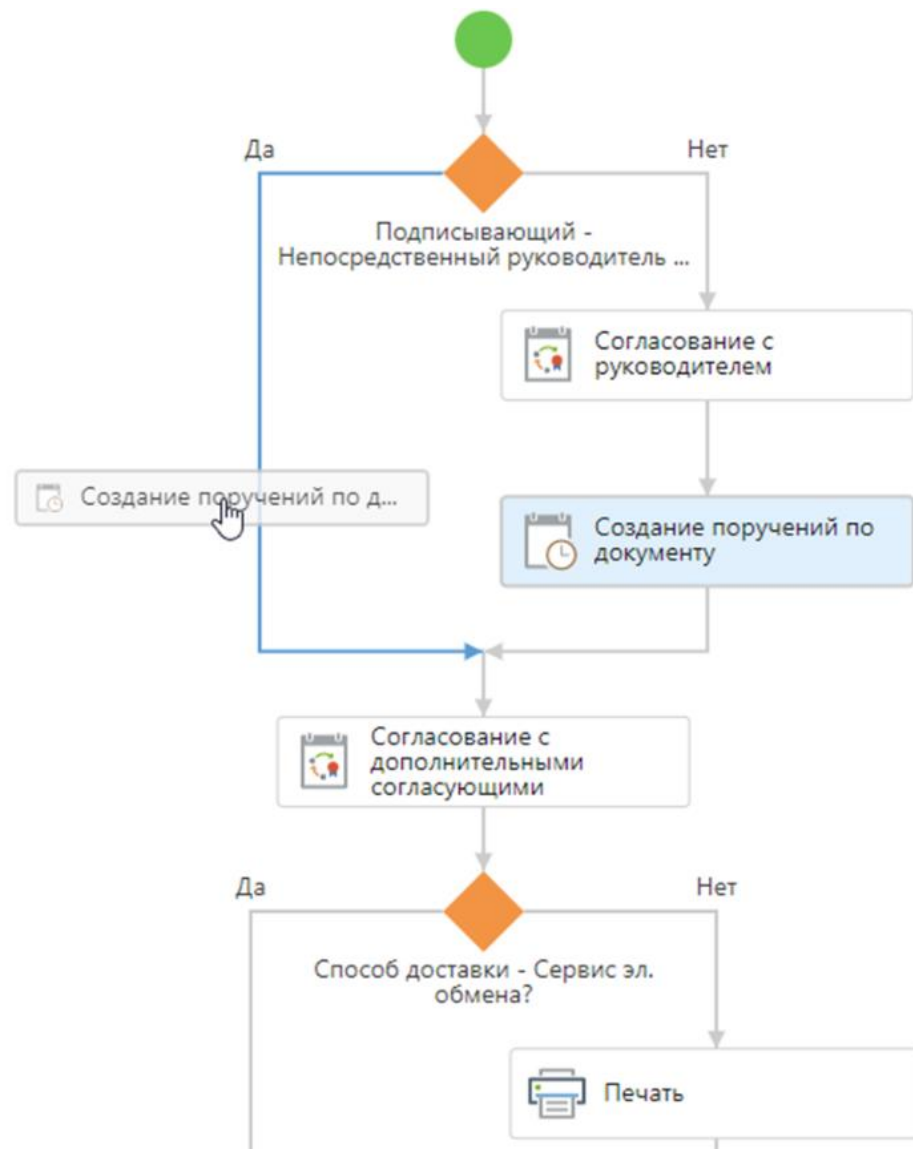 Да
Нет
Подписывающий -
Непосредственный руководитель ...
Согласование с
руководителем
Создание поручений по д...
Создание поручений по
документу
Согласование с
дополнительными
согласующими
Да
Нет
Способ доставки - Сервис эл.
обмена?
Печать